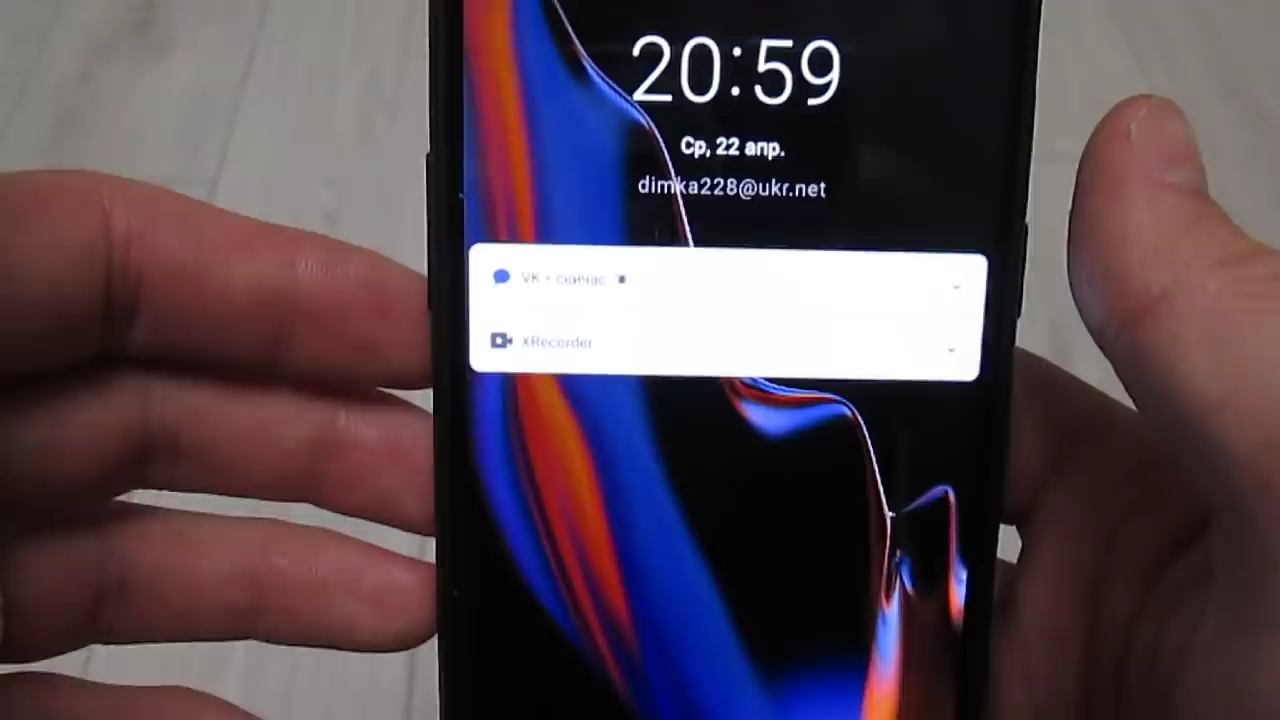 20:59
Ср, 22 апр.
dimka228@ukr.net
VK • сейчас
XRecorder